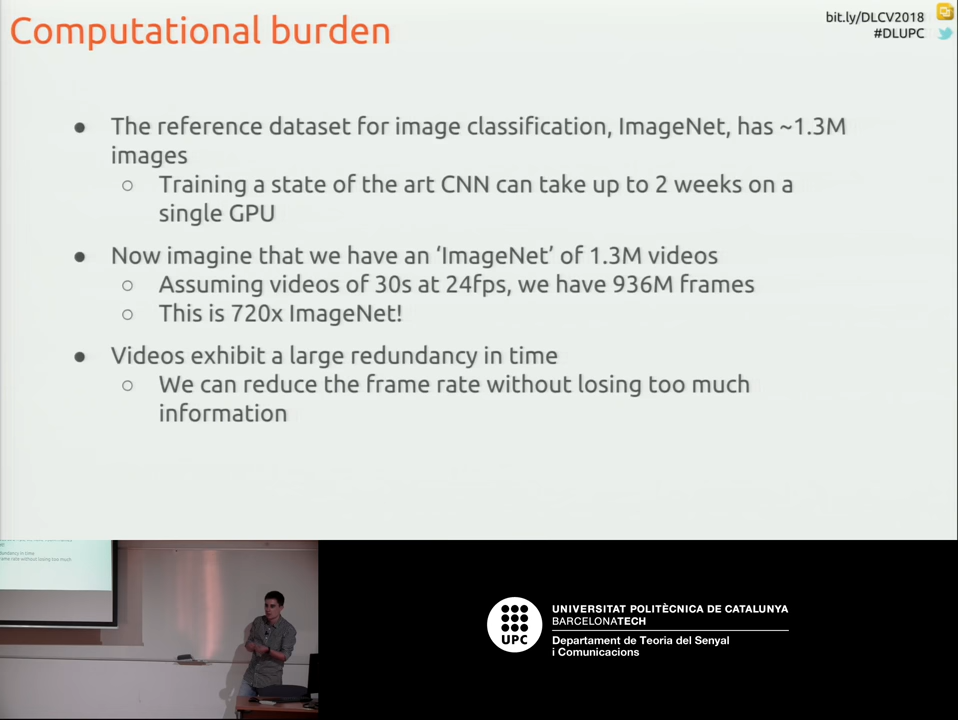 Computational burden
bit.ly/DLCV2018
#DLUPC
● The reference dataset for image classification, ImageNet, has ~1.3M
images
○ Training a state of the art CNN can take up to 2 weeks on a
single GPU
● Now imagine that we have an ‘ImageNet’ of 1.3M videos
○ Assuming videos of 30s at 24fps, we have 936M frames
○ This is 720x ImageNet!
● Videos exhibit a large redundancy in time
○ We can reduce the frame rate without losing too much
information
UPC
UNIVERSITAT POLITÈCNICA DE CATALUNYA
BARCELONATECH
Departament de Teoria del Senyal
i Comunicacions